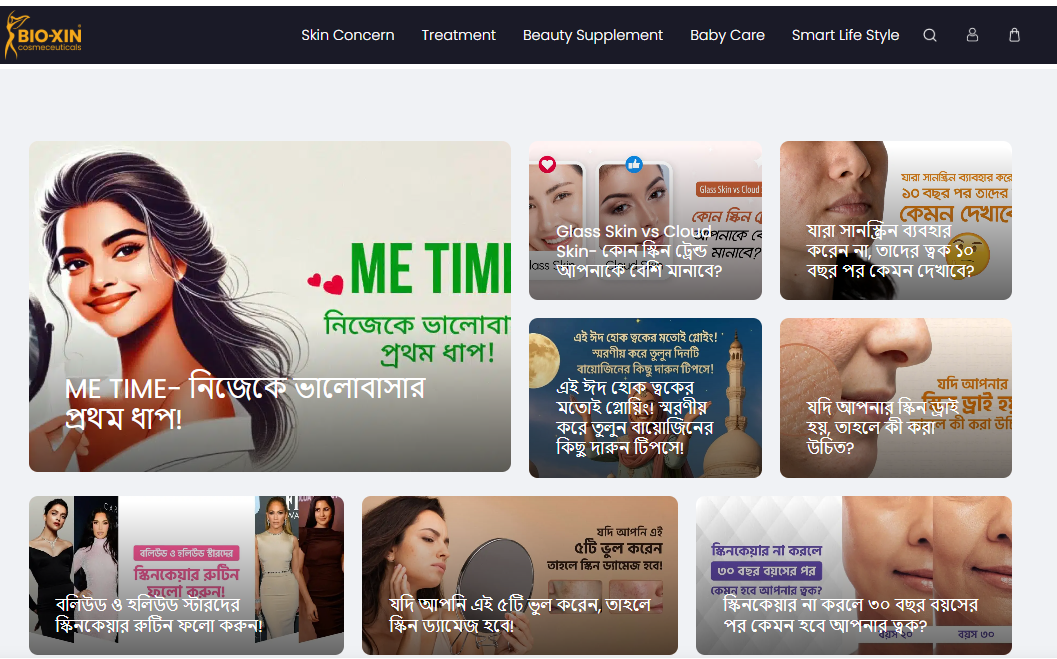 BIO-XIN
cosmeceuticals
Skin Concern Treatment Beauty Supplement Baby Care Smart Life Style
ME TIM
নিজেকে ভালোবা
প্রথম ধাপ!
ME TIME- নিজেকে ভালোবাসার
প্রথম ধাপ!
Glass Skin vs Cloud
কোন স্কিন
আপনাকে বে
মানাবে?
Glass Skin vs Cloud
Skin- কোন স্কিন ট্রেন্ড
আপনাকে বেশি মানাবে?
যারা সানস্ক্রিন ব্যবহার করে
১০ বছর পর তাদের
কেমন দেখাবে
যারা সানস্ক্রিন ব্যবহার
করেন না, তাদের ত্বক ১০
বছর পর কেমন দেখাবে?
এই ঈদ হোক ত্বকের মতোই গ্লোইং!
স্মরণীয় করে তুলুন দিনটি
বায়োজিনের কিছু দারুন টিপসে!
এই ঈদ হোক ত্বকের
মতোই গ্লোয়িং! স্মরণীয়
করে তুলুন বায়োজিনের
কিছু দারুন টিপসে!
যদি আপনার
ড্রাই হয়
কী করা উচি
যদি আপনার স্কিন ড্রাই
হয়, তাহলে কী করা
উচিত?
বলিউড ও হলিউড স্টারদের
স্কিনকেয়ার রুটিন
ফলো করুন!
বলিউড ও হলিউড স্টারদের
স্কিনকেয়ার রুটিন ফলো করুন!
যদি আপনি এই
৫টি ভুল করেন
তাহলে স্কিন ড্যামেজ হবে!
যদি আপনি এই ৫টি ভুল করেন, তাহলে
স্কিন ড্যামেজ হবে!
স্কিনকেয়ার না করলে
৩০ বছর বয়সের পর
কেমন হবে আপনার ত্বক?
স্কিনকেয়ার না করলে ৩০ বছর বয়সের
পর কেমন হবে আপনার ত্বক?
বয়স ২০ বয়স ৩০